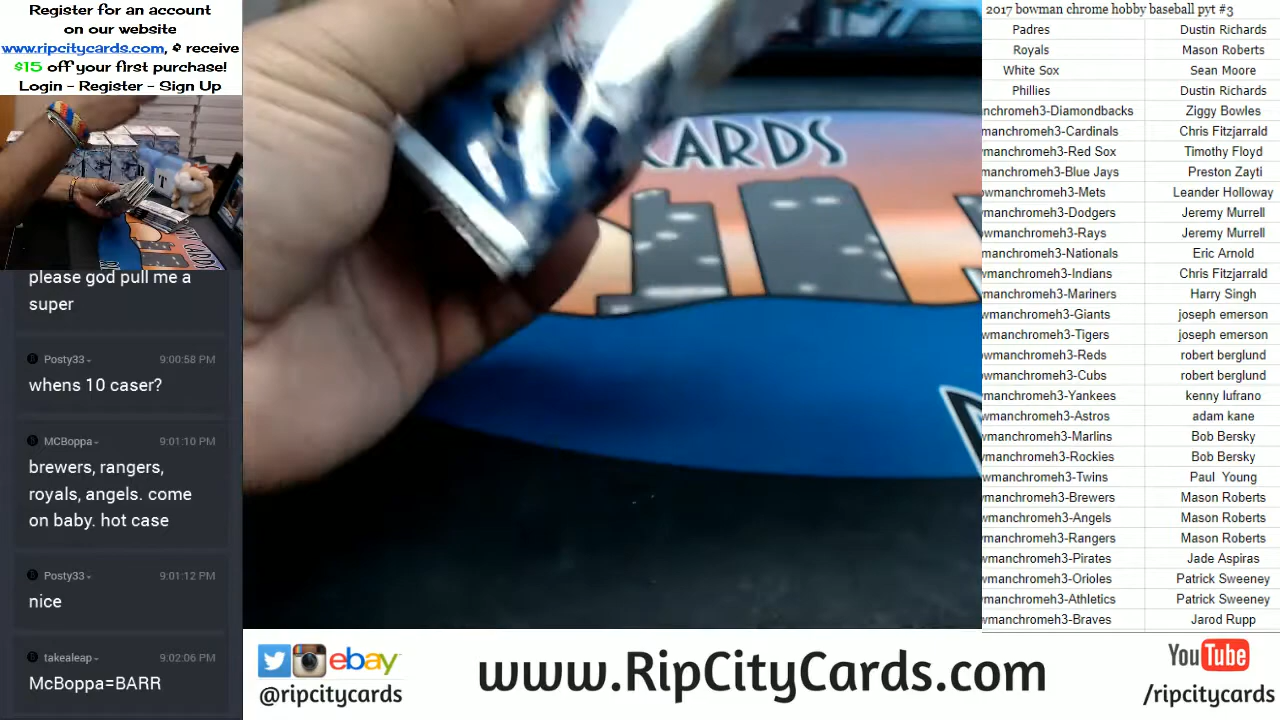 Register for an account
on our website
www.ripcitycards.com, & receive
$15 off your first purchase!
Login - Register - Sign Up
please god pull me a
super
Posty33 9:00:58 PM
whens 10 caser?
MCBoppa 9:01:10 PM
brewers, rangers,
royals, angels. come
on baby. hot case
Posty33 9:01:12 PM
nice
takealeap 9:02:06 PM
McBoppa=BARR
CARDS
@ripcitycards
ebay
www.RipCityCards.com
YouTube
/ripcitycards
2017 bowman chrome hobby baseball pyt #3
Padres Dustin Richards
Royals Mason Roberts
White Sox Sean Moore
Phillies Dustin Richards
nchromeh3-Diamondbacks Ziggy Bowles
manchromeh3-Cardinals Chris Fitzjarrald
manchromeh3-Red Sox Timothy Floyd
manchromeh3-Blue Jays Preston Zayti
owmanchromeh3-Mets Leander Holloway
wmanchromeh3-Dodgers Jeremy Murrell
owmanchromeh3-Rays Jeremy Murrell
manchromeh3-Nationals Eric Arnold
wmanchromeh3-Indians Chris Fitzjarrald
manchromeh3-Mariners Harry Singh
owmanchromeh3-Giants joseph emerson
wmanchromeh3-Tigers joseph emerson
owmanchromeh3-Reds robert berglund
owmanchromeh3-Cubs robert berglund
manchromeh3-Yankees kenny lufrano
wmanchromeh3-Astros adam kane
wmanchromeh3-Marlins Bob Bersky
manchromeh3-Rockies Bob Bersky
wmanchromeh3-Twins Paul Young
manchromeh3-Brewers Mason Roberts
wmanchromeh3-Angels Mason Roberts
manchromeh3-Rangers Mason Roberts
wmanchromeh3-Pirates Jade Aspiras
wmanchromeh3-Orioles Patrick Sweeney
manchromeh3-Athletics Patrick Sweeney
wmanchromeh3-Braves Jarod Rupp